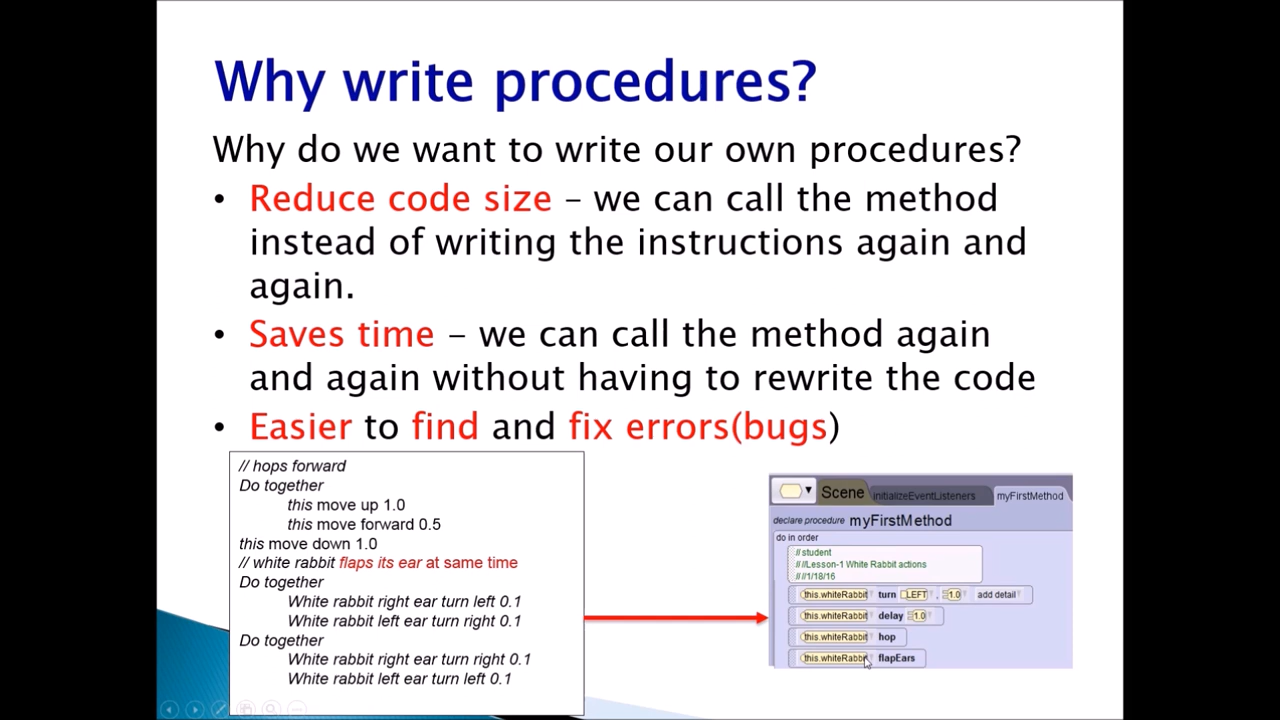 Why write procedures?
Why do we want to write our own procedures?
• Reduce code size – we can call the method
instead of writing the instructions again and
again.
• Saves time – we can call the method again
and again without having to rewrite the code
• Easier to find and fix errors(bugs)
// hops forward
Do together
this move up 1.0
this move forward 0.5
this move down 1.0
// white rabbit flaps its ear at same time
Do together
White rabbit right ear turn left 0.1
White rabbit left ear turn right 0.1
Do together
White rabbit right ear turn right 0.1
White rabbit left ear turn left 0.1
Scene initializeEventListeners myFirstMethod
declare procedure myFirstMethod
do in order
//student
//Lesson-1 White Rabbit actions
//1/18/16
this.whiteRabbit turn LEFT , 1.0 add detail
this.whiteRabbit delay 1.0
this.whiteRabbit hop
this.whiteRabbit flapEars